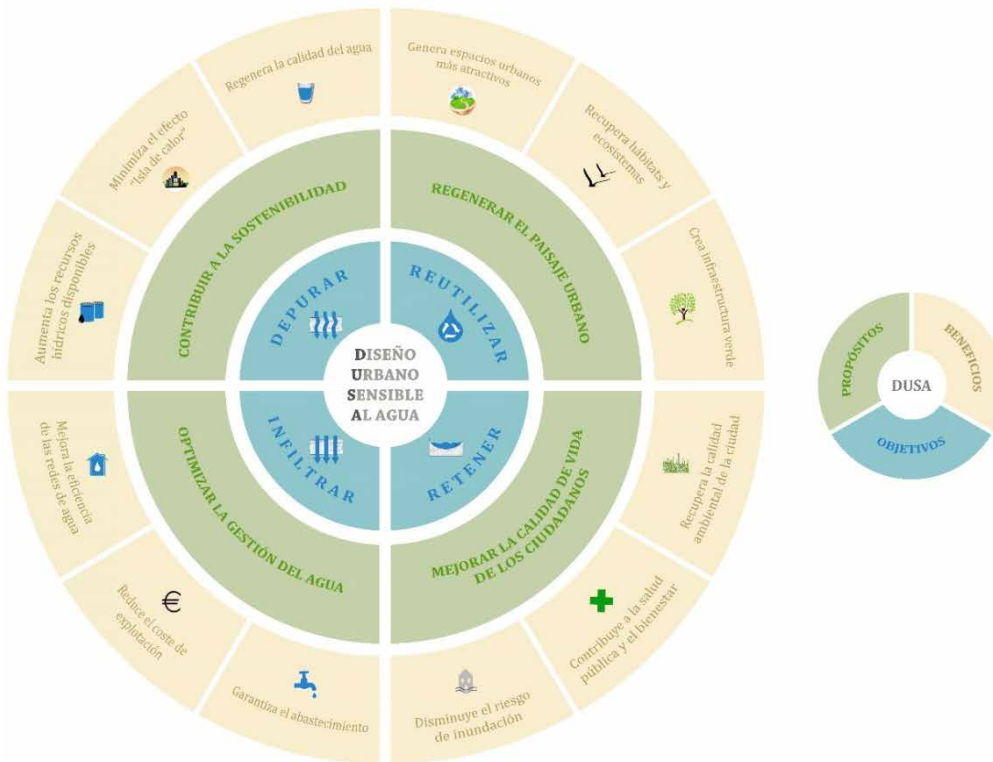 Regenera la calidad del agua
Genera espacios urbanos
más atractivos
Minimiza el efecto
"Isla de calor"
Recupera hábitats y
ecosistemas
Aumenta los recursos
hídricos disponibles
Crea infraestructura verde
CONTRIBUIR A LA SOSTENIBILIDAD
REGENERAR EL PAISAJE URBANO
DEPURAR
REUTILIZAR
DISEÑO
URBANO
SENSIBLE
AL AGUA
INFILTRAR
RETENER
OPTIMIZAR LA GESTIÓN DEL AGUA
MEJORAR LA CALIDAD DE VIDA
DE LOS CIUDADANOS
Mejora la eficiencia
de las redes de agua
Recupera la calidad
ambiental de la ciudad
Reduce el coste de
explotación
€
Contribuye a la salud
pública y el bienestar
Garantiza el abastecimiento
Disminuye el riesgo
de inundación
PROPÓSITOS
BENEFICIOS
DUSA
OBJETIVOS